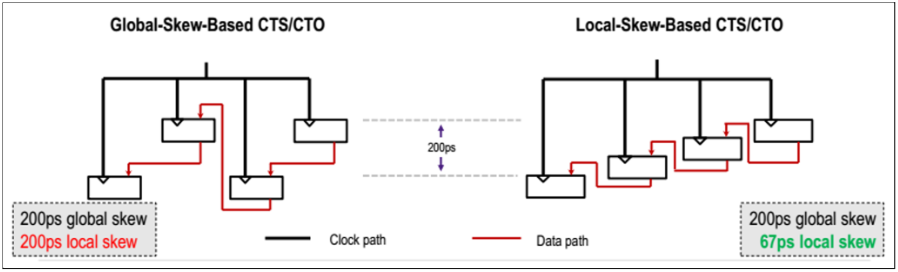 Global-Skew-Based CTS/CTO
Local-Skew-Based CTS/CTO
200ps
200ps global skew
200ps local skew
Clock path
Data path
200ps global skew
67ps local skew